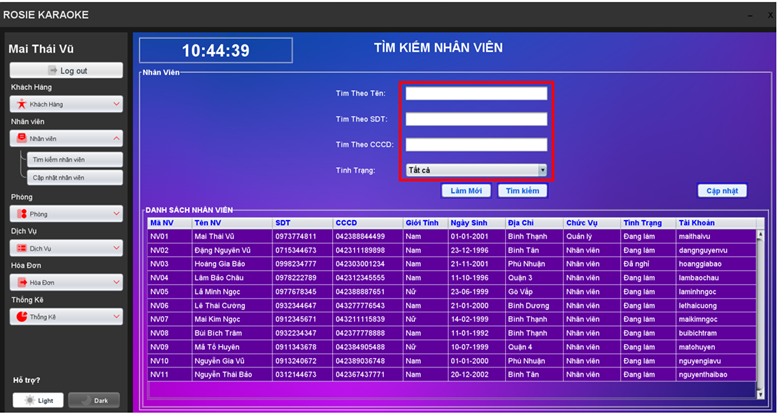 ROSIE KARAOKE
- X
Mai Thái Vũ
10:44:39
TÌM KIẾM NHÂN VIÊN
Log out
Khách Hàng
Khách Hàng
Nhân viên
Nhân viên
Tìm kiếm nhân viên
Cập nhật nhân viên
Phòng
Phòng
Dịch Vụ
Dịch Vụ
Hóa Đơn
Hóa Đơn
Thống Kê
Thống Kê
Hỗ trợ?
Light Dark
Nhân Viên
Tìm Theo Tên:
Tìm Theo SDT:
Tìm Theo CCCD:
Tình Trạng: Tất cả
Làm Mới Tìm kiếm Cập nhật
DANH SÁCH NHÂN VIÊN
Mã NV Tên NV SDT CCCD Giới Tính Ngày Sinh Địa Chỉ Chức Vụ Tình Trạng Tài Khoản
NV01 Mai Thái Vũ 0973774811 042388844499 Nam 01-01-2001 Bình Thạnh Quản lý Đang làm maithaivu
NV02 Đặng Nguyên Vũ 0715344673 042311189898 Nam 23-12-1996 Bình Tân Nhân viên Đang làm dangnguyenvu
NV03 Hoàng Gia Bảo 0998234777 042303001234 Nam 21-11-2001 Phú Nhuận Nhân viên Đã nghỉ hoanggiabao
NV04 Lâm Bảo Châu 0978222789 042312345555 Nam 11-10-1996 Quận 3 Nhân viên Đang làm lambaochau
NV05 Lã Minh Ngọc 0977678345 042388887651 Nữ 23-06-1999 Gò Vấp Nhân viên Đang làm laminhngoc
NV06 Lê Thái Cường 0932344647 043277776543 Nam 21-01-2000 Bình Dương Nhân viên Đang làm lethaicuong
NV07 Mai Kim Ngọc 0912345671 043211115839 Nữ 14-02-1999 Bình Thạnh Nhân viên Đang làm maikimngoc
NV08 Bùi Bích Trâm 0932234347 042377778888 Nam 11-01-1992 Bình Thạnh Nhân viên Đang làm buibichtram
NV09 Mã Tố Huyên 0911343678 042384905488 Nữ 10-07-1999 Quận 4 Nhân viên Đang làm matohuyen
NV10 Nguyễn Gia Vũ 0913240672 042389036748 Nam 01-01-2000 Phú Nhuận Nhân viên Đang làm nguyengiavu
NV11 Nguyễn Thái Bảo 0312144673 042367437771 Nam 20-12-2002 Bình Tân Nhân viên Đang làm nguyenthaibao